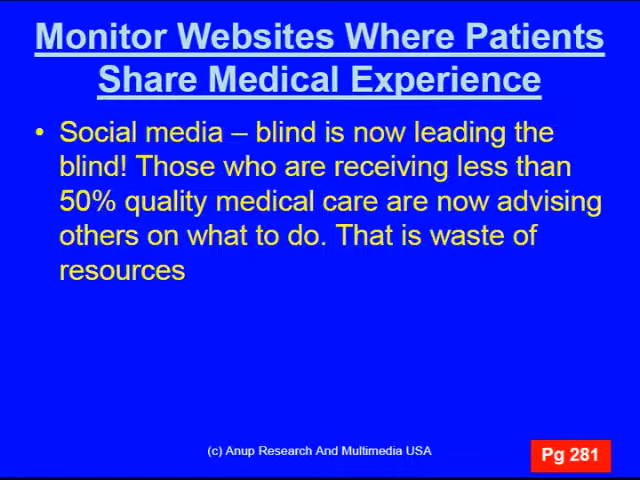 Monitor Websites Where Patients
Share Medical Experience
• Social media – blind is now leading the
blind! Those who are receiving less than
50% quality medical care are now advising
others on what to do. That is waste of
resources
(c) Anup Research And Multimedia USA
Pg 281